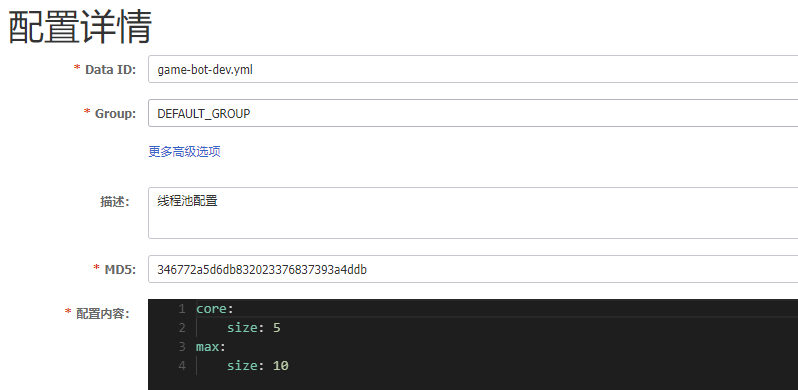 配置详情
* Data ID: game-bot-dev.yml
* Group: DEFAULT_GROUP
更多高级选项
描述: 线程池配置
* MD5: 346772a5d6db832023376837393a4ddb
* 配置内容: 1 core:
2 size: 5
3 max:
4 size: 10